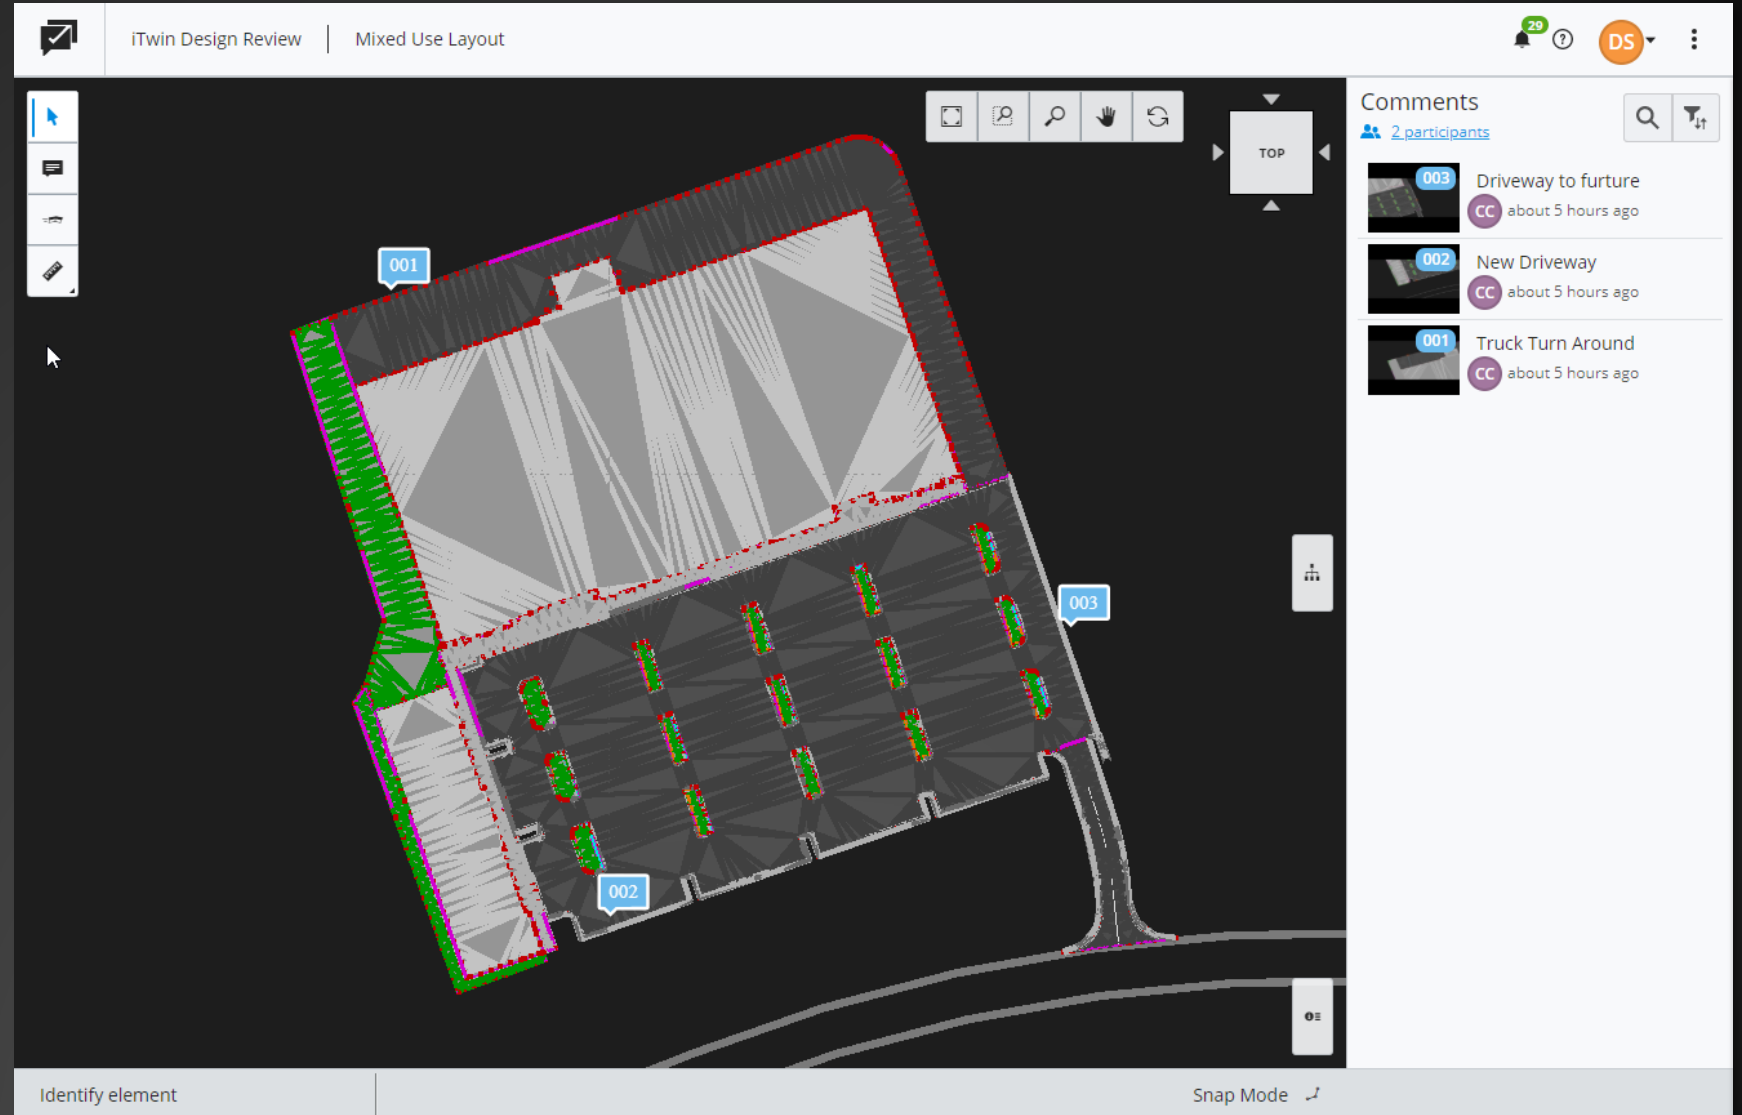 iTwin Design Review
Mixed Use Layout
29
DS
TOP
001
002
003
Comments
2 participants
003
Driveway to furture
CC
about 5 hours ago
002
New Driveway
CC
about 5 hours ago
001
Truck Turn Around
CC
about 5 hours ago
Identify element
Snap Mode